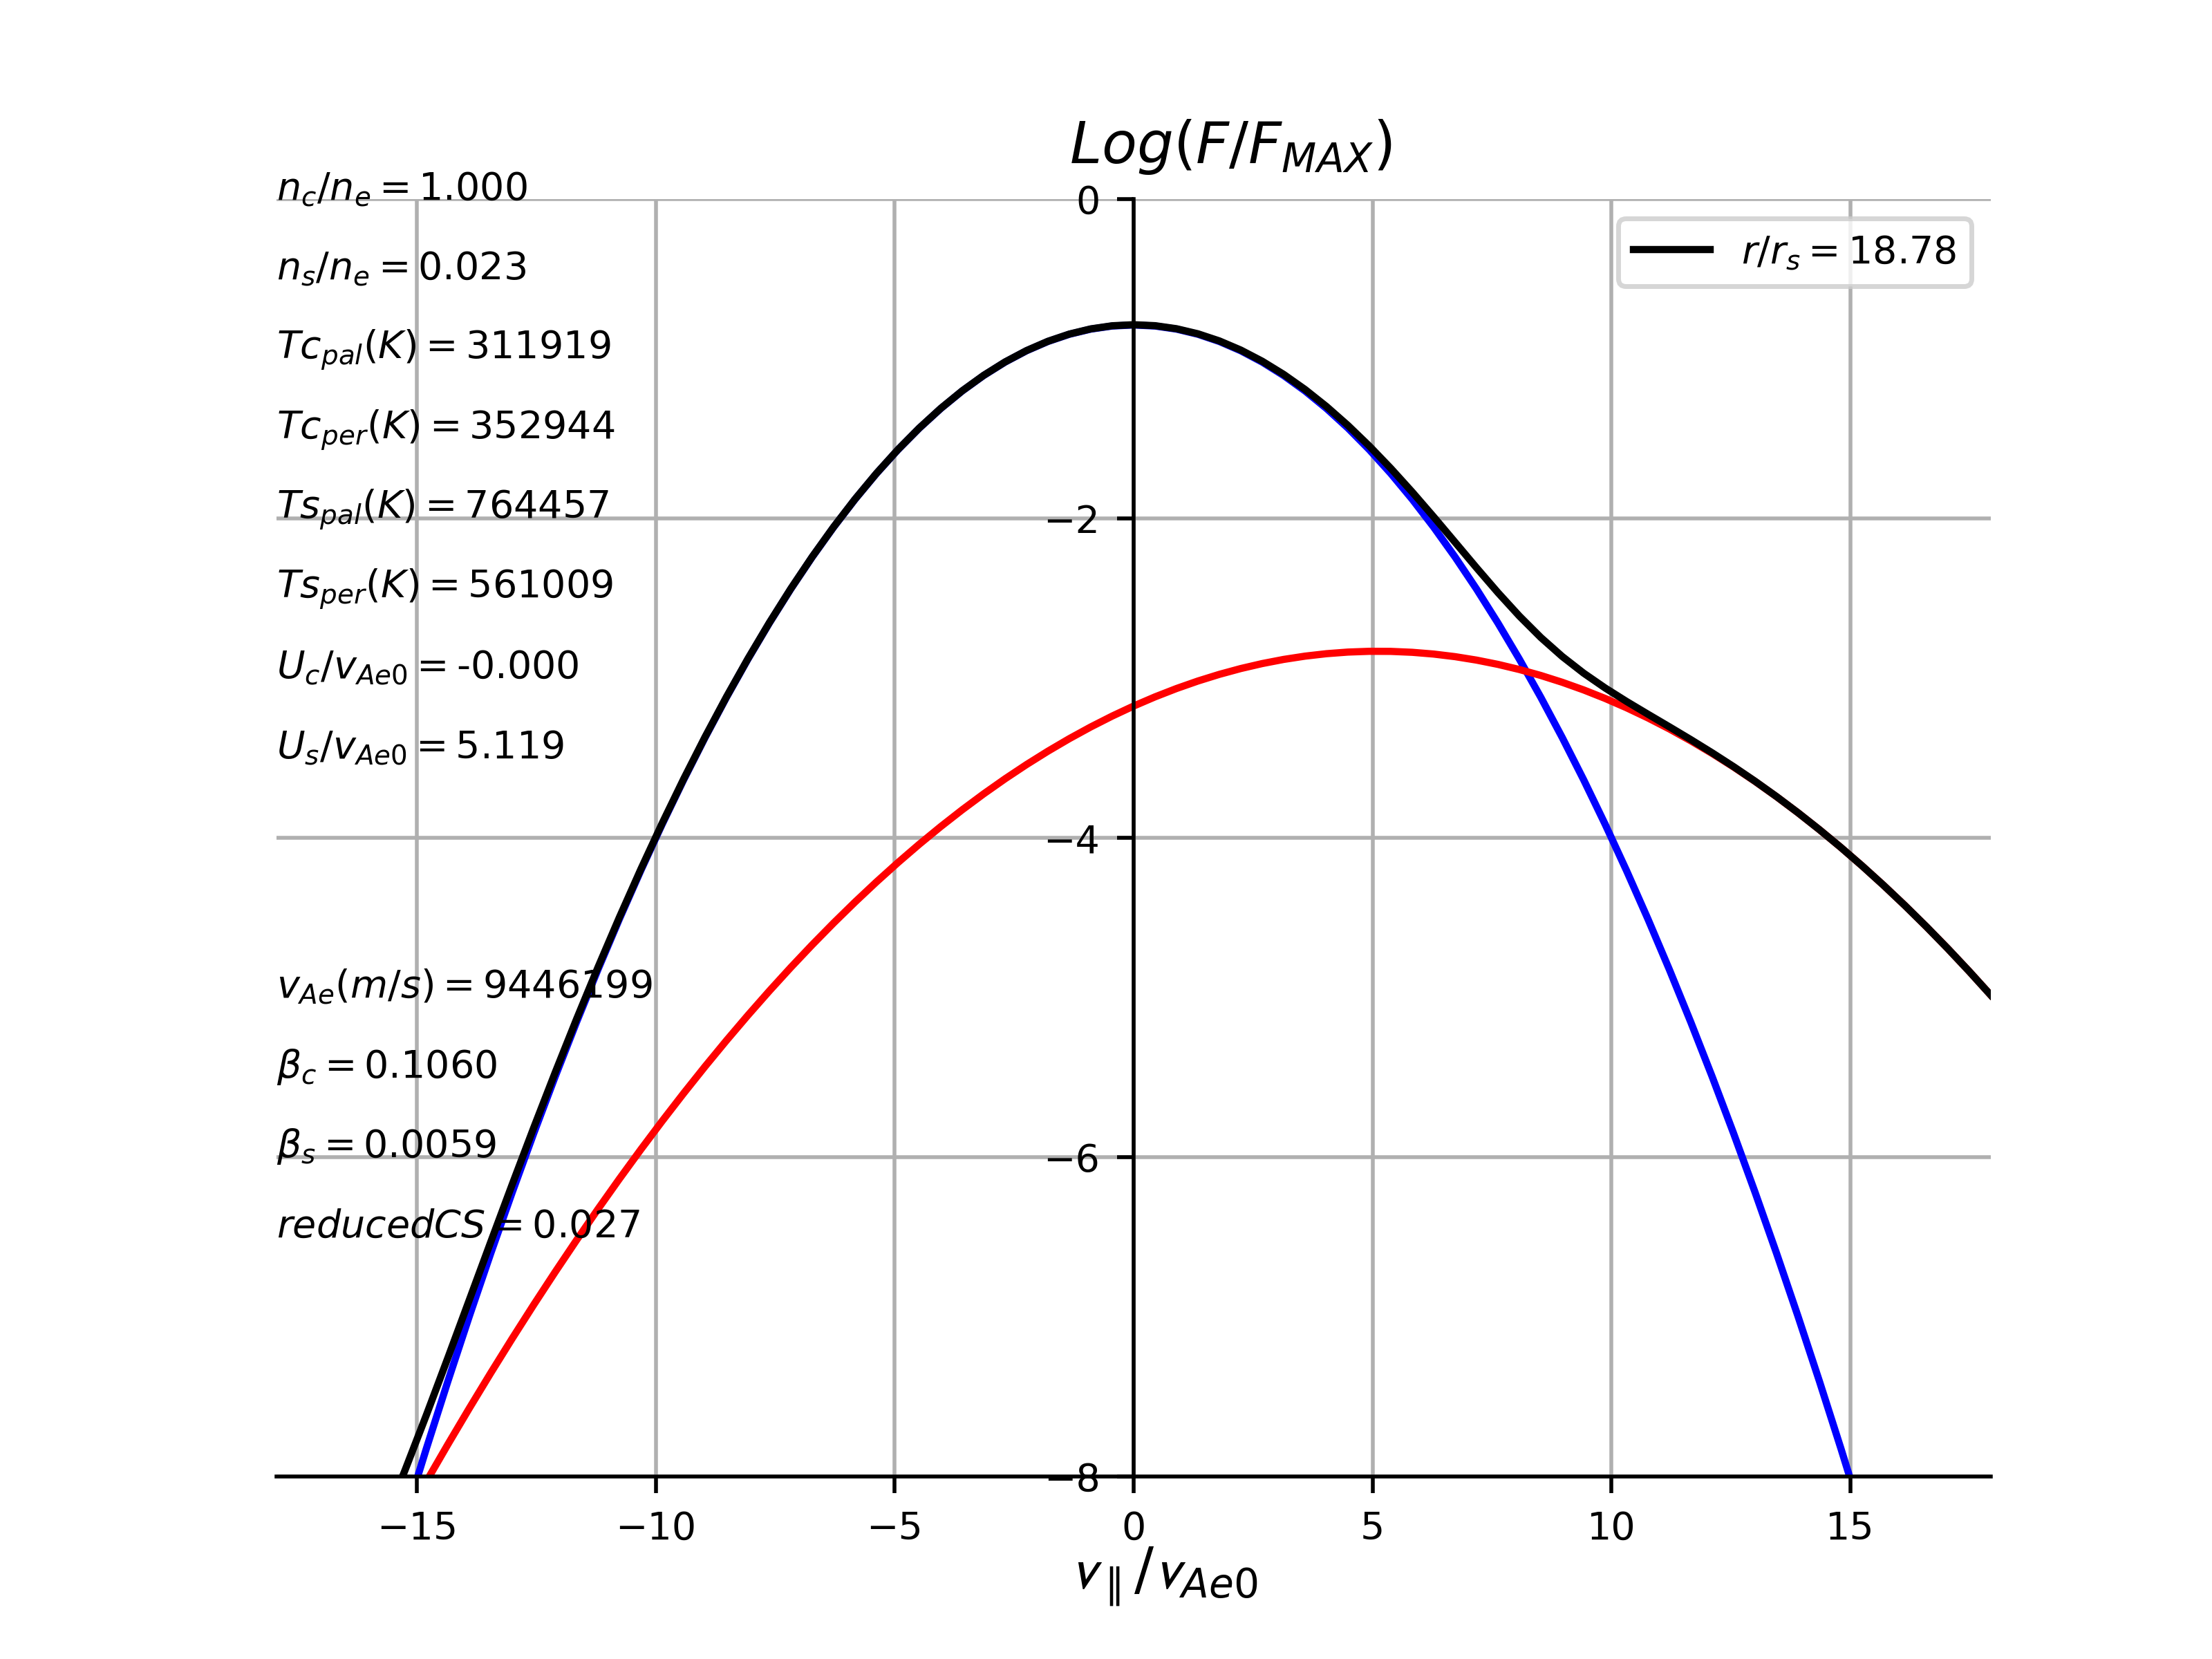 Log(F/F_MAX)
n_c/n_e = 1.000
n_s/n_e = 0.023
Tc_pal(K) = 311919
Tc_per(K) = 352944
Ts_pal(K) = 764457
Ts_per(K) = 561009
U_c/v_Ae0 = -0.000
U_s/v_Ae0 = 5.119
v_Ae(m/s) = 9446199
β_c = 0.1060
β_s = 0.0059
reducedCS = 0.027
r/r_s = 18.78
0
−2
−4
−6
−8
−15 −10 −5 0 5 10 15
v_∥/v_Ae0